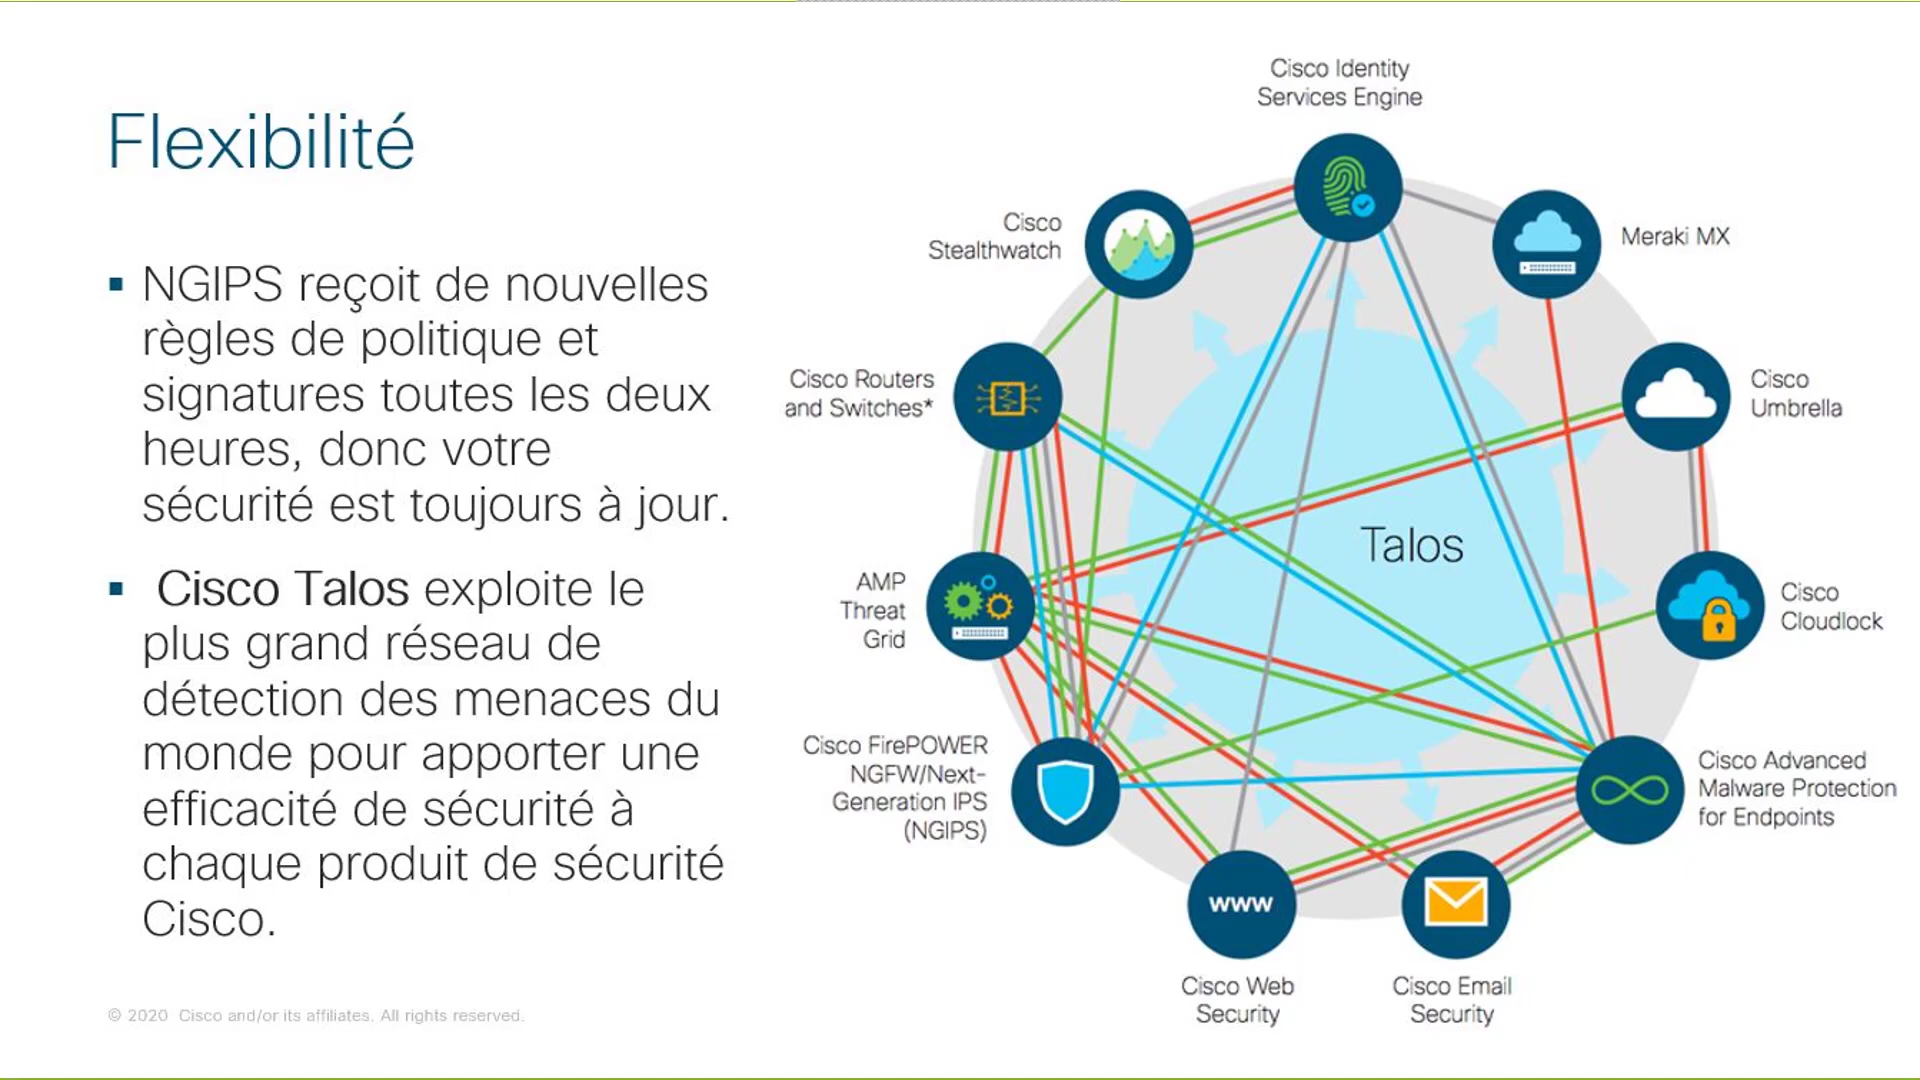 Flexibilité
▪ NGIPS reçoit de nouvelles
règles de politique et
signatures toutes les deux
heures, donc votre
sécurité est toujours à jour.
▪ Cisco Talos exploite le
plus grand réseau de
détection des menaces du
monde pour apporter une
efficacité de sécurité à
chaque produit de sécurité
Cisco.
Cisco Identity
Services Engine
Cisco
Stealthwatch
Meraki MX
Cisco Routers
and Switches*
Cisco
Umbrella
Talos
AMP
Threat
Grid
Cisco
Cloudlock
Cisco FirePOWER
NGFW/Next-
Generation IPS
(NGIPS)
Cisco Advanced
Malware Protection
for Endpoints
www
Cisco Web
Security
Cisco Email
Security
© 2020 Cisco and/or its affiliates. All rights reserved.